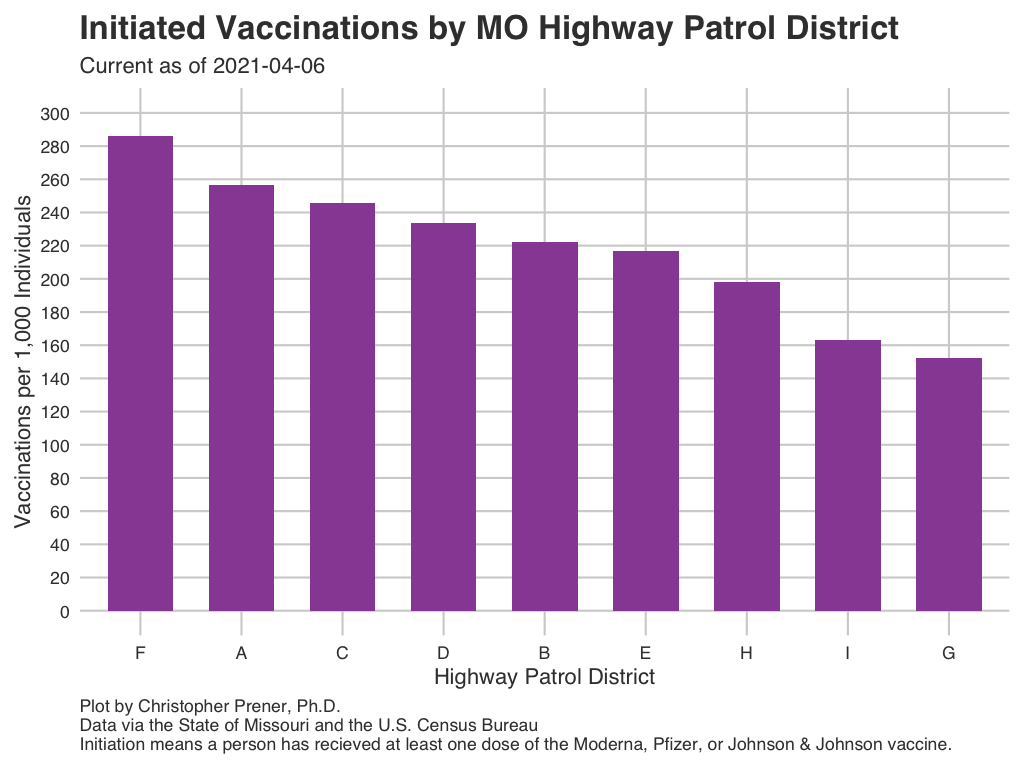 Initiated Vaccinations by MO Highway Patrol District
Current as of 2021-04-06
Vaccinations per 1,000 Individuals
300
280
260
240
220
200
180
160
140
120
100
80
60
40
20
0
F A C D B E H I G
Highway Patrol District
Plot by Christopher Prener, Ph.D.
Data via the State of Missouri and the U.S. Census Bureau
Initiation means a person has recieved at least one dose of the Moderna, Pfizer, or Johnson & Johnson vaccine.